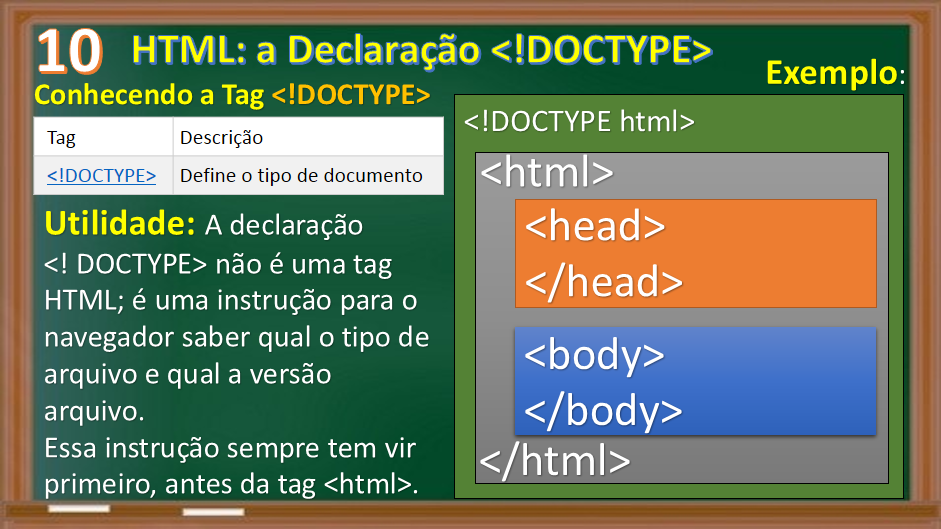 10 HTML: a Declaração <!DOCTYPE>
Conhecendo a Tag <!DOCTYPE>
Tag Descrição
<!DOCTYPE> Define o tipo de documento
Utilidade: A declaração
<! DOCTYPE> não é uma tag
HTML; é uma instrução para o
navegador saber qual o tipo de
arquivo e qual a versão
arquivo.
Essa instrução sempre tem vir
primeiro, antes da tag <html>.
Exemplo:
<!DOCTYPE html>
<html>
<head>
</head>
<body>
</body>
</html>